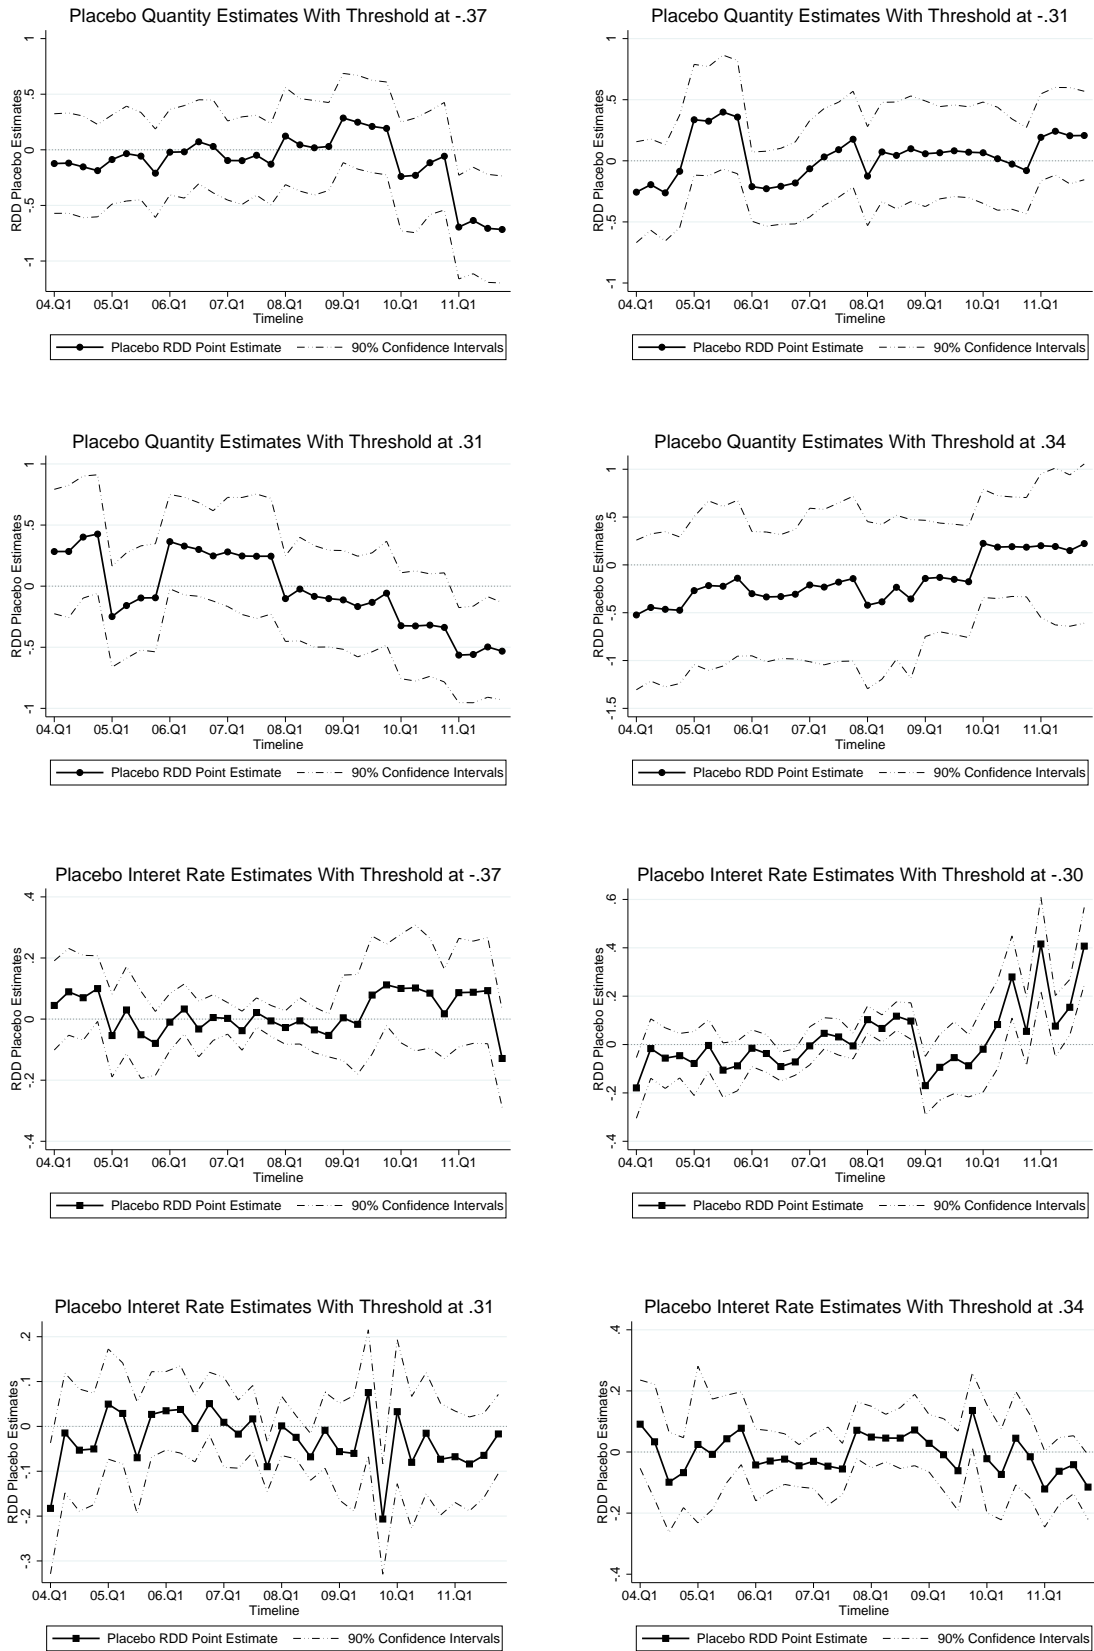 Placebo Quantity Estimates With Threshold at -.37
RDD Placebo Estimates
1
.5
0
-.5
-1
04.Q1 05.Q1 06.Q1 07.Q1 08.Q1 09.Q1 10.Q1 11.Q1
Timeline
Placebo RDD Point Estimate 90% Confidence Intervals
Placebo Quantity Estimates With Threshold at -.31
RDD Placebo Estimates
1
.5
0
-.5
-1
04.Q1 05.Q1 06.Q1 07.Q1 08.Q1 09.Q1 10.Q1 11.Q1
Timeline
Placebo RDD Point Estimate 90% Confidence Intervals
Placebo Quantity Estimates With Threshold at .31
RDD Placebo Estimates
1
.5
0
-.5
-1
04.Q1 05.Q1 06.Q1 07.Q1 08.Q1 09.Q1 10.Q1 11.Q1
Timeline
Placebo RDD Point Estimate 90% Confidence Intervals
Placebo Quantity Estimates With Threshold at .34
RDD Placebo Estimates
1
.5
0
-.5
-1
-1.5
04.Q1 05.Q1 06.Q1 07.Q1 08.Q1 09.Q1 10.Q1 11.Q1
Timeline
Placebo RDD Point Estimate 90% Confidence Intervals
Placebo Interet Rate Estimates With Threshold at -.37
RDD Placebo Estimates
.4
.2
0
-.2
-.4
04.Q1 05.Q1 06.Q1 07.Q1 08.Q1 09.Q1 10.Q1 11.Q1
Timeline
Placebo RDD Point Estimate 90% Confidence Intervals
Placebo Interet Rate Estimates With Threshold at -.30
RDD Placebo Estimates
.6
.4
.2
0
-.2
-.4
04.Q1 05.Q1 06.Q1 07.Q1 08.Q1 09.Q1 10.Q1 11.Q1
Timeline
Placebo RDD Point Estimate 90% Confidence Intervals
Placebo Interet Rate Estimates With Threshold at .31
RDD Placebo Estimates
.2
.1
0
-.1
-.2
-.3
04.Q1 05.Q1 06.Q1 07.Q1 08.Q1 09.Q1 10.Q1 11.Q1
Timeline
Placebo RDD Point Estimate 90% Confidence Intervals
Placebo Interet Rate Estimates With Threshold at .34
RDD Placebo Estimates
.4
.2
0
-.2
-.4
04.Q1 05.Q1 06.Q1 07.Q1 08.Q1 09.Q1 10.Q1 11.Q1
Timeline
Placebo RDD Point Estimate 90% Confidence Intervals